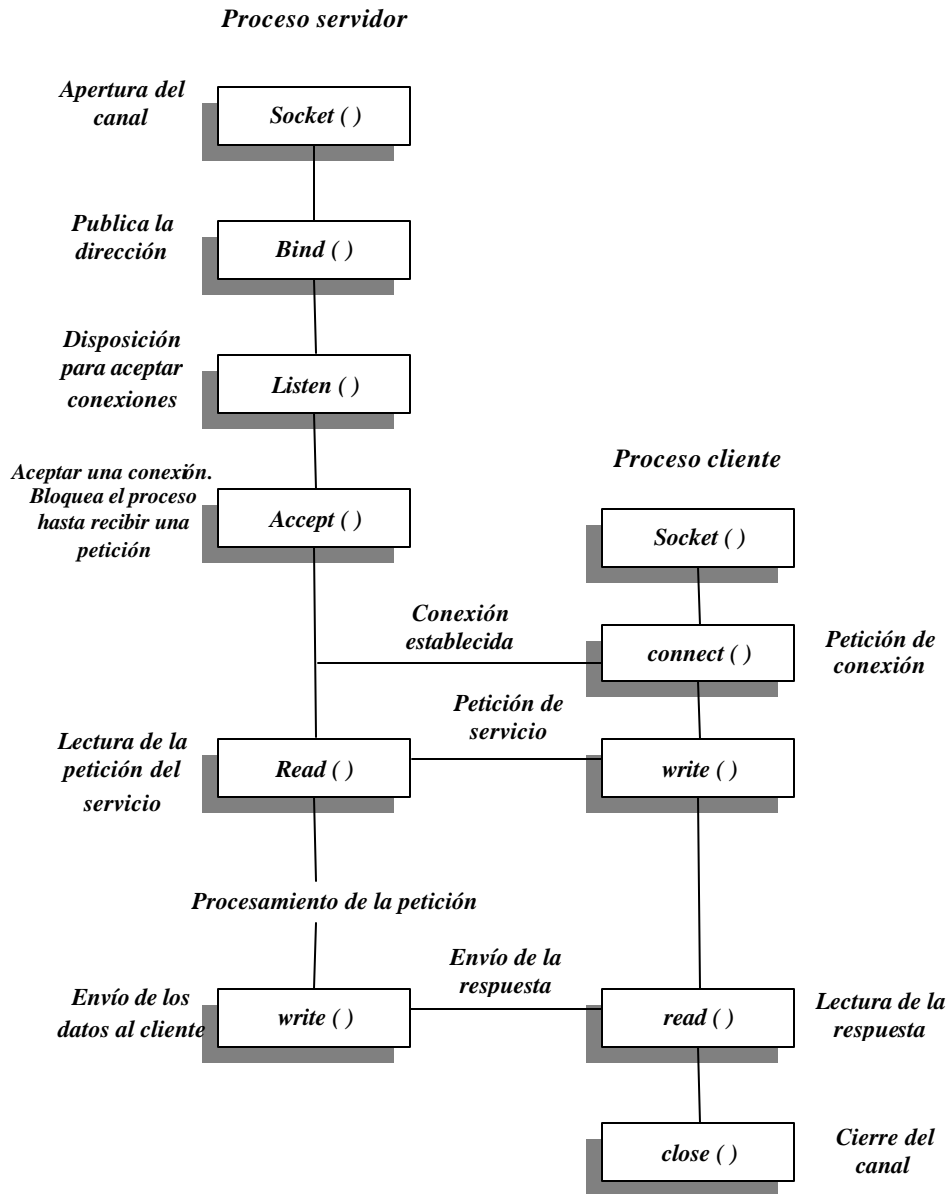 Proceso servidor
Apertura del
canal
Socket ( )
Publica la
dirección
Bind ( )
Disposición
para aceptar
conexiones
Listen ( )
Aceptar una conexión.
Bloquea el proceso
hasta recibir una
petición
Accept ( )
Proceso cliente
Socket ( )
Conexión
establecida
connect ( )
Petición de
conexión
Petición de
servicio
Lectura de la
petición del
servicio
Read ( )
write ( )
Procesamiento de la petición
Envío de la
respuesta
Envío de los
datos al cliente
write ( )
read ( )
Lectura de la
respuesta
close ( )
Cierre del
canal